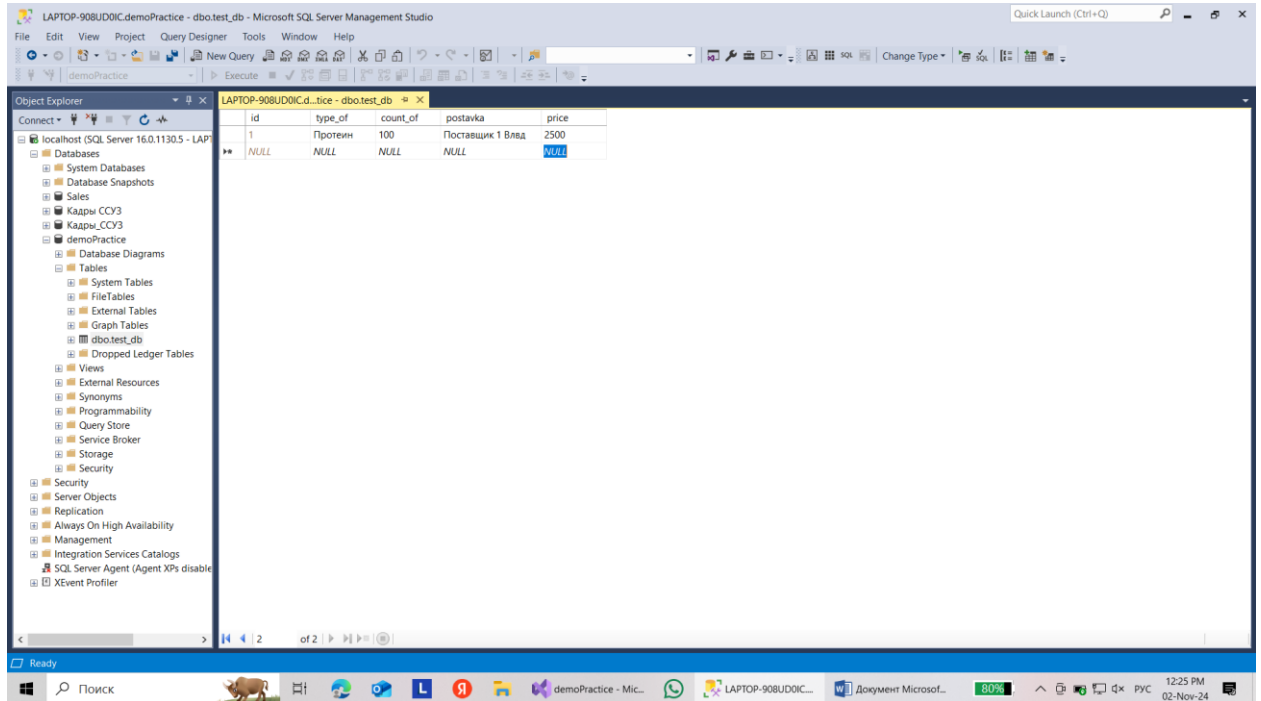 LAPTOP-908UD0IC.demoPractice - dbo.test_db - Microsoft SQL Server Management Studio
Quick Launch (Ctrl+Q)
File Edit View Project Query Designer Tools Window Help
New Query
Change Type
demoPractice
Execute
Object Explorer
LAPTOP-908UD0IC.d...tice - dbo.test_db
Connect
id type_of count_of postavka price
1 Протеин 100 Поставщик 1 Влвд 2500
NULL NULL NULL NULL NULL
localhost (SQL Server 16.0.1130.5 - LAPT
Databases
System Databases
Database Snapshots
Sales
Кадры ССУЗ
Кадры_ССУЗ
demoPractice
Database Diagrams
Tables
System Tables
FileTables
External Tables
Graph Tables
dbo.test_db
Dropped Ledger Tables
Views
External Resources
Synonyms
Programmability
Query Store
Service Broker
Storage
Security
Security
Server Objects
Replication
Always On High Availability
Management
Integration Services Catalogs
SQL Server Agent (Agent XPs disable
XEvent Profiler
2 of 2
Ready
Поиск
L
Я
demoPractice - Mic...
LAPTOP-908UD0IC....
Документ Microsof...
80%
РУС
12:25 PM
02-Nov-24